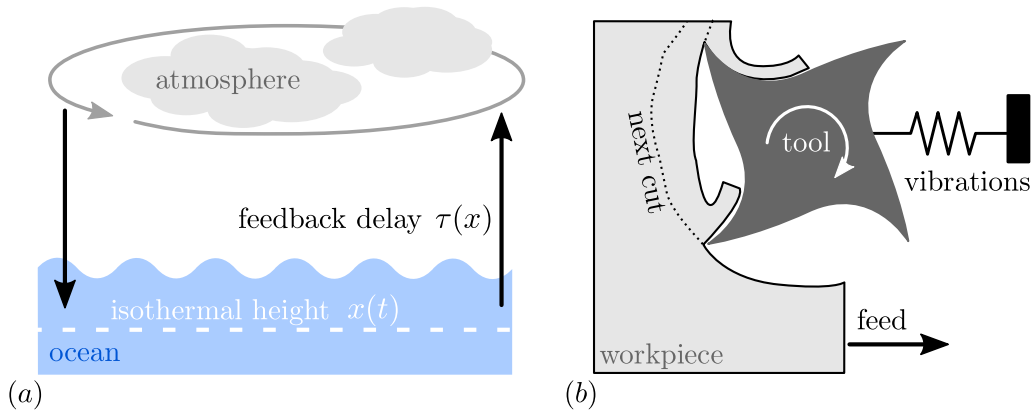 atmosphere
feedback delay τ(x)
isothermal height x(t)
ocean
(a)
next cut
tool
vibrations
feed
workpiece
(b)